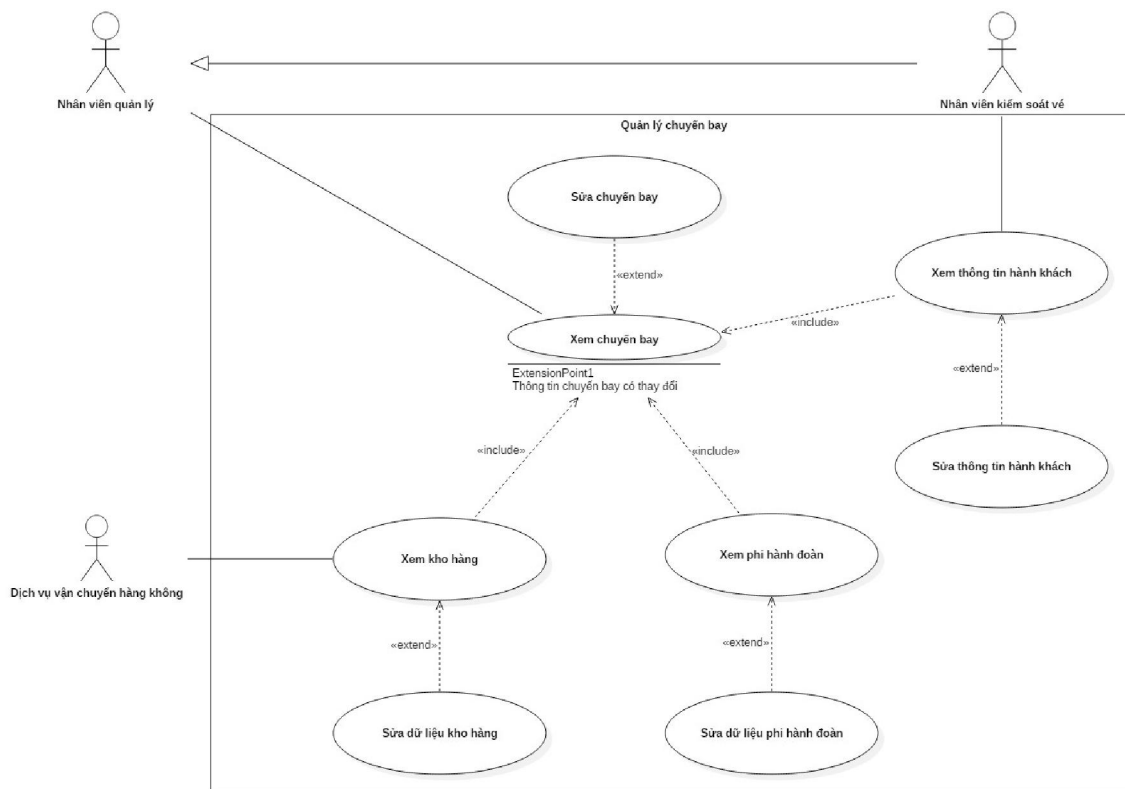 Nhân viên quản lý
Nhân viên kiểm soát vé
Quản lý chuyến bay
Sửa chuyến bay
«extend»
Xem thông tin hành khách
«include»
Xem chuyến bay
ExtensionPoint1
Thông tin chuyến bay có thay đổi
«extend»
«include»
«include»
Sửa thông tin hành khách
Xem kho hàng
Xem phi hành đoàn
Dịch vụ vận chuyển hàng không
«extend»
«extend»
Sửa dữ liệu kho hàng
Sửa dữ liệu phi hành đoàn